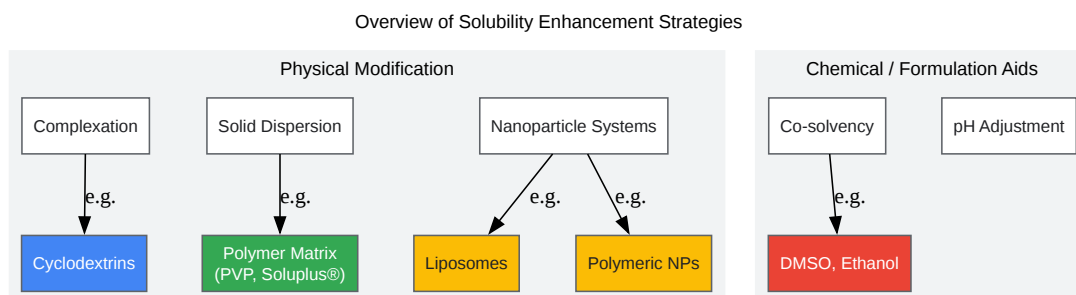 Overview of Solubility Enhancement Strategies
Physical Modification
Chemical / Formulation Aids
Complexation
Solid Dispersion
Nanoparticle Systems
Co-solvency
pH Adjustment
e.g.
e.g.
e.g.
e.g.
e.g.
Cyclodextrins
Polymer Matrix
(PVP, Soluplus®)
Liposomes
Polymeric NPs
DMSO, Ethanol